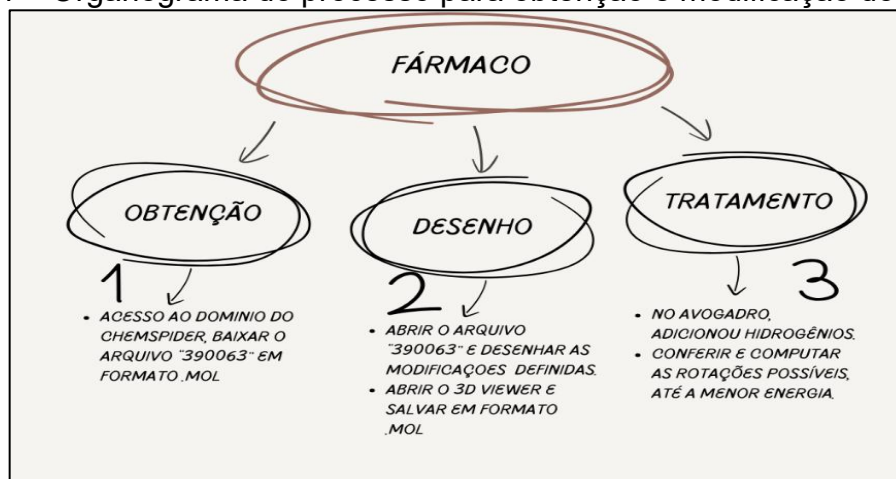 Organograma do processo para obtenção e modificação do
FÁRMACO
OBTENÇÃO
DESENHO
TRATAMENTO
1
2
3
• ACESSO AO DOMINIO DO
CHEMSPIDER, BAIXAR O
ARQUIVO "390063" EM
FORMATO .MOL
• ABRIR O ARQUIVO
"390063" E DESENHAR AS
MODIFICAÇOES DEFINIDAS.
• ABRIR O 3D VIEWER E
SALVAR EM FORMATO
.MOL
• NO AVOGADRO,
ADICIONOU HIDROGÊNIOS.
• CONFERIR E COMPUTAR
AS ROTAÇÕES POSSÍVEIS,
ATÉ A MENOR ENERGIA.